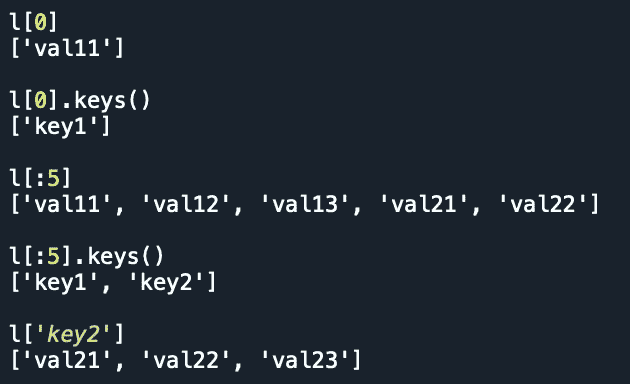 l[0]
['val11']
l[0].keys()
['key1']
l[:5]
['val11', 'val12', 'val13', 'val21', 'val22']
l[:5].keys()
['key1', 'key2']
l['key2']
['val21', 'val22', 'val23']